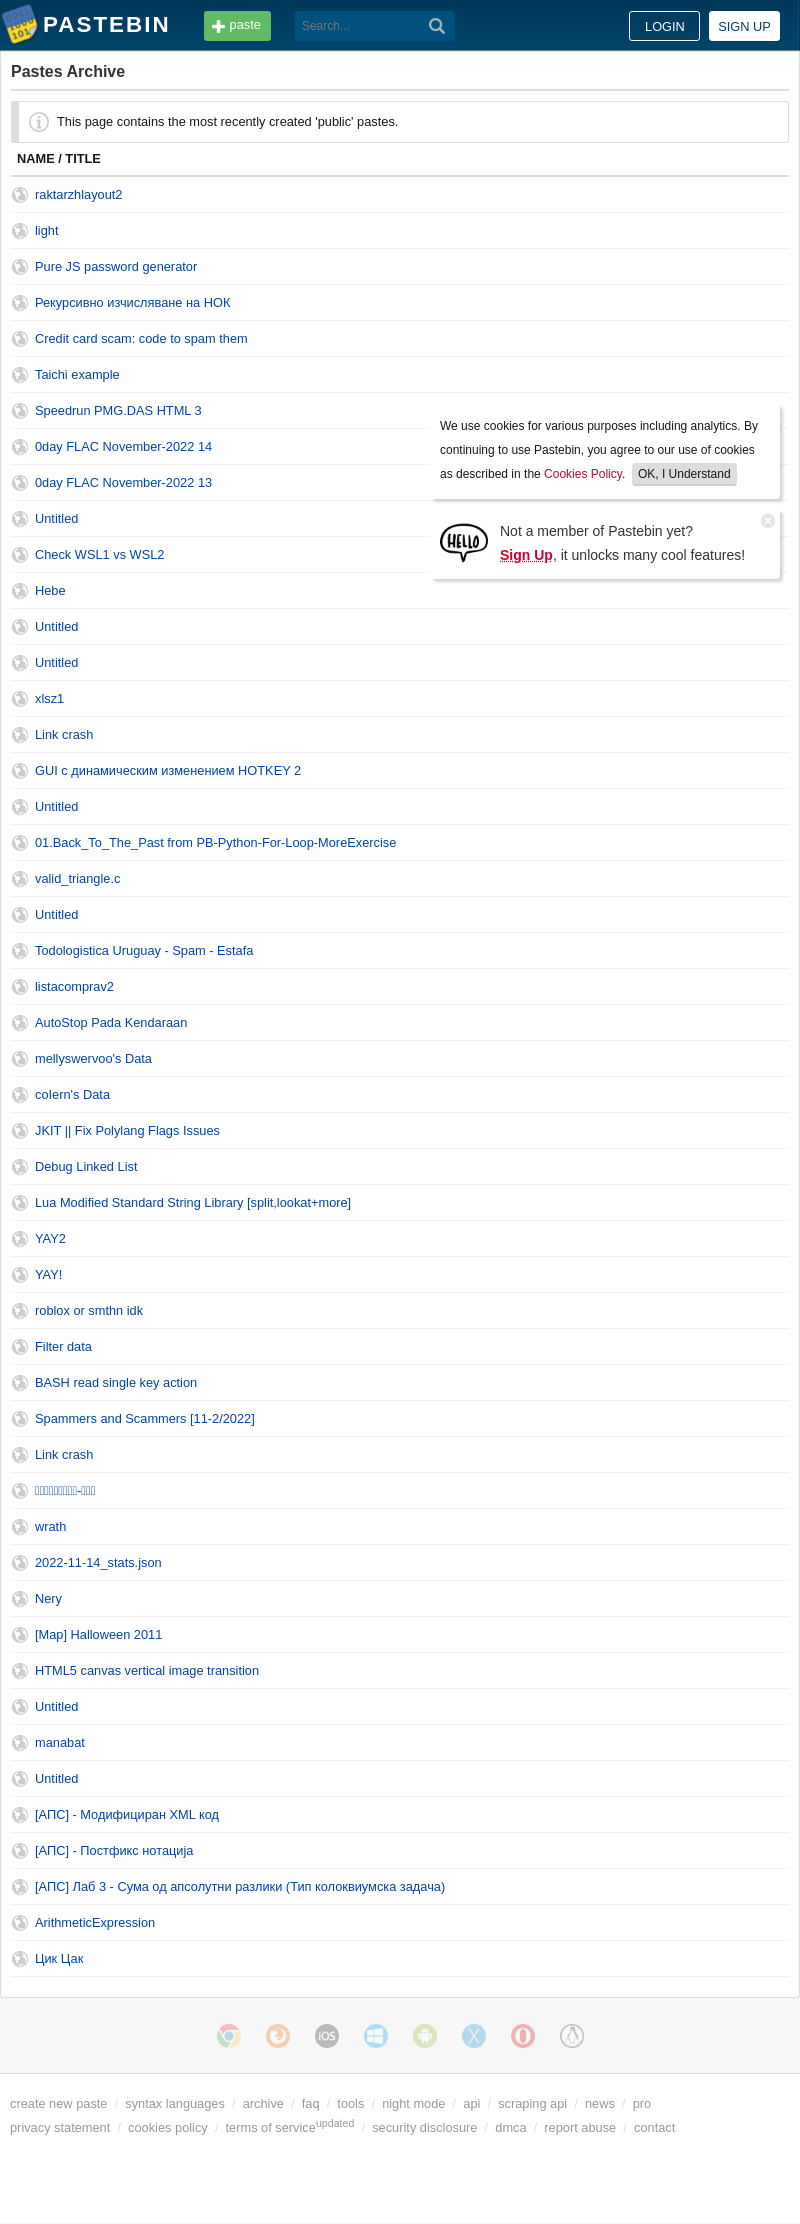 PASTEBIN
paste
Search...
LOGIN
SIGN UP
Pastes Archive
This page contains the most recently created 'public' pastes.
NAME / TITLE
raktarzhlayout2
light
Pure JS password generator
Рекурсивно изчисляване на НОК
Credit card scam: code to spam them
Taichi example
Speedrun PMG.DAS HTML 3
0day FLAC November-2022 14
0day FLAC November-2022 13
Untitled
Check WSL1 vs WSL2
We use cookies for various purposes including analytics. By
continuing to use Pastebin, you agree to our use of cookies
as described in the Cookies Policy. OK, I Understand
HELLO
Not a member of Pastebin yet?
Sign Up, it unlocks many cool features!
Hebe
Untitled
Untitled
xlsz1
Link crash
GUI с динамическим изменением HOTKEY 2
Untitled
01.Back_To_The_Past from PB-Python-For-Loop-MoreExercise
valid_triangle.c
Untitled
Todologistica Uruguay - Spam - Estafa
listacomprav2
AutoStop Pada Kendaraan
mellyswervoo's Data
coIern's Data
JKIT || Fix Polylang Flags Issues
Debug Linked List
Lua Modified Standard String Library [split,lookat+more]
YAY2
YAY!
roblox or smthn idk
Filter data
BASH read single key action
Spammers and Scammers [11-2/2022]
Link crash
wrath
2022-11-14_stats.json
Nery
[Map] Halloween 2011
HTML5 canvas vertical image transition
Untitled
manabat
Untitled
[АПС] - Модифициран XML код
[АПС] - Постфикс нотација
[АПС] Лаб 3 - Сума од апсолутни разлики (Тип колоквиумска задача)
ArithmeticExpression
Цик Цак
iOS
create new paste / syntax languages / archive / faq / tools / night mode / api / scraping api / news / pro
privacy statement / cookies policy / terms of service updated / security disclosure / dmca / report abuse / contact